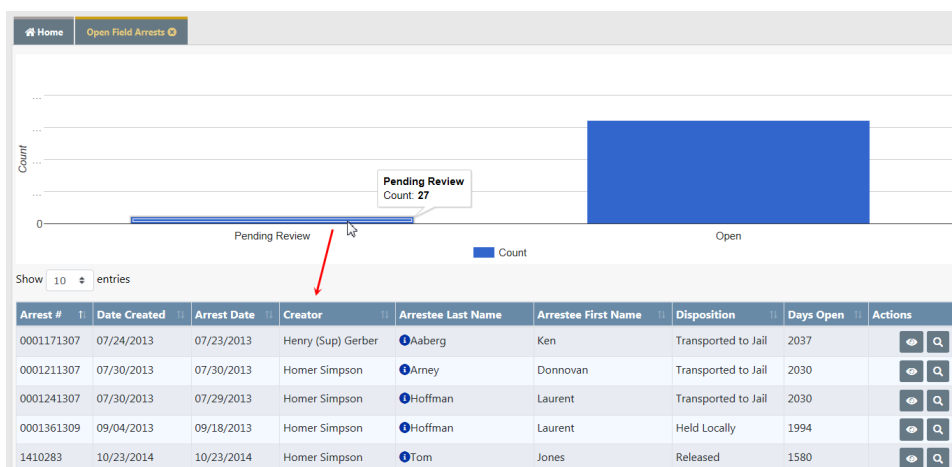 Home Open Field Arrests
...
...
Count
...
...
Pending Review
Count: 27
0
Pending Review Open
Count
Show 10 entries
Arrest # Date Created Arrest Date Creator Arrestee Last Name Arrestee First Name Disposition Days Open Actions
0001171307 07/24/2013 07/23/2013 Henry (Sup) Gerber Aaberg Ken Transported to Jail 2037
0001211307 07/30/2013 07/30/2013 Homer Simpson Arney Donnovan Transported to Jail 2030
0001241307 07/30/2013 07/29/2013 Homer Simpson Hoffman Laurent Transported to Jail 2030
0001361309 09/04/2013 09/18/2013 Homer Simpson Hoffman Laurent Held Locally 1994
1410283 10/23/2014 10/23/2014 Homer Simpson Tom Jones Released 1580